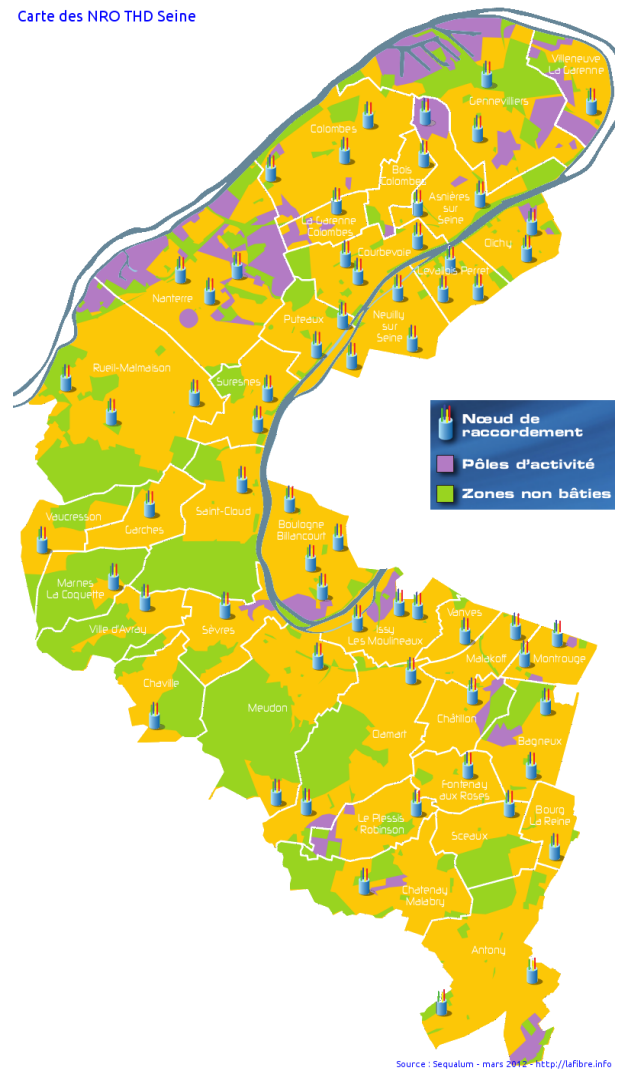 Carte des NRO THD Seine
Villeneuve
La Garenne
Gennevilliers
Colombes
Bois
Colombes
Asnières
sur
Seine
La Garenne
Colombes
Courbevoie
Clichy
Levallois Perret
Nanterre
Puteaux
Neuilly
sur
Seine
Rueil-Malmaison
Suresnes
Nœud de
raccordement
Pôles d'activité
Zones non bâties
Vaucresson
Garches
Saint-Cloud
Boulogne
Billancourt
Marnes
La Coquette
Ville d'Avray
Sèvres
Issy
Les Moulineaux
Vanves
Malakoff
Montrouge
Chaville
Meudon
Clamart
Châtillon
Bagneux
Fontenay
aux Roses
Bourg
La Reine
Le Plessis
Robinson
Sceaux
Chatenay
Malabry
Antony
Source : Sequalum - mars 2012 - http://lafibre.info